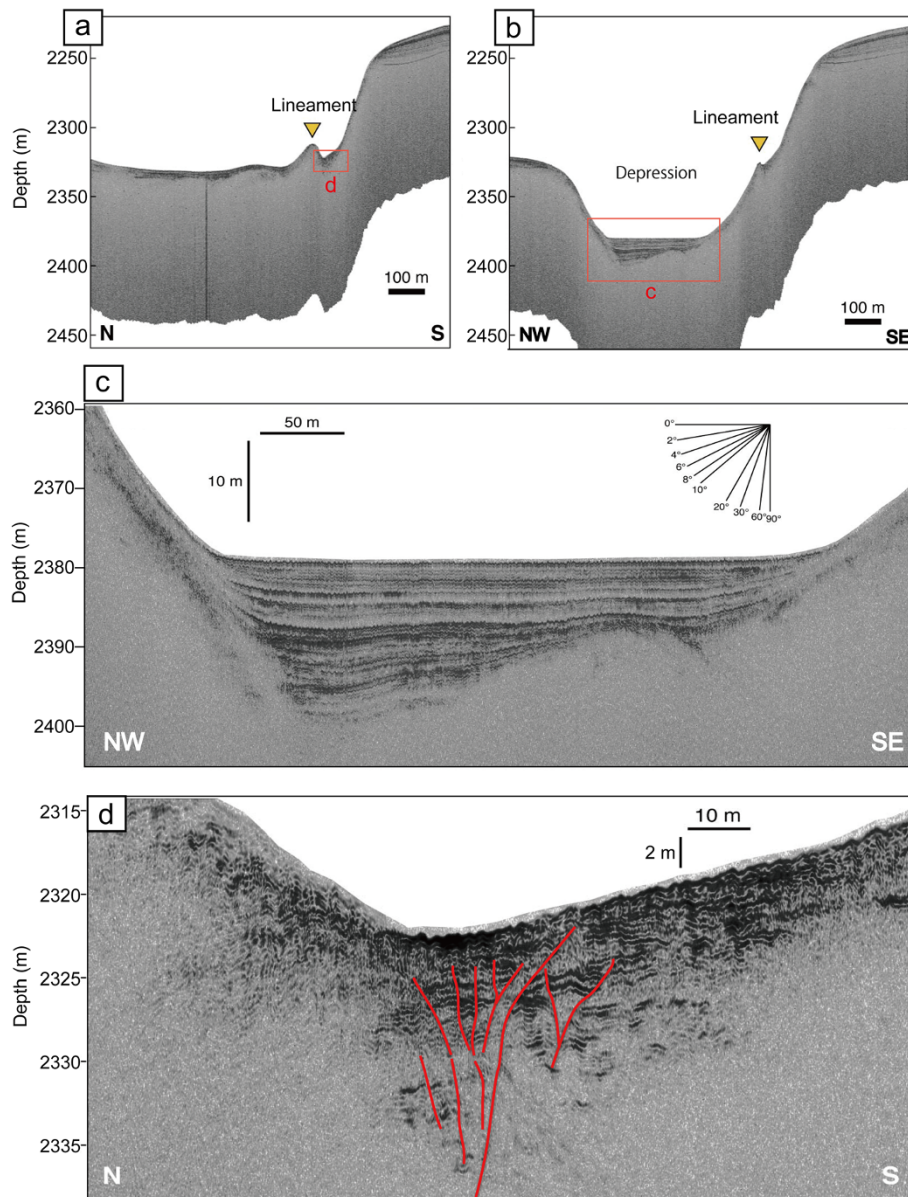 a
2250
2300
2350
2400
2450
Depth (m)
Lineament
d
100 m
N
S
b
2250
2300
2350
2400
2450
Lineament
Depression
c
100 m
NW
SE
c
2360
2370
2380
2390
2400
Depth (m)
50 m
10 m
0°
2°
4°
6°
8°
10°
20°
30°
60°
90°
NW
SE
d
2315
2320
2325
2330
2335
Depth (m)
10 m
2 m
N
S